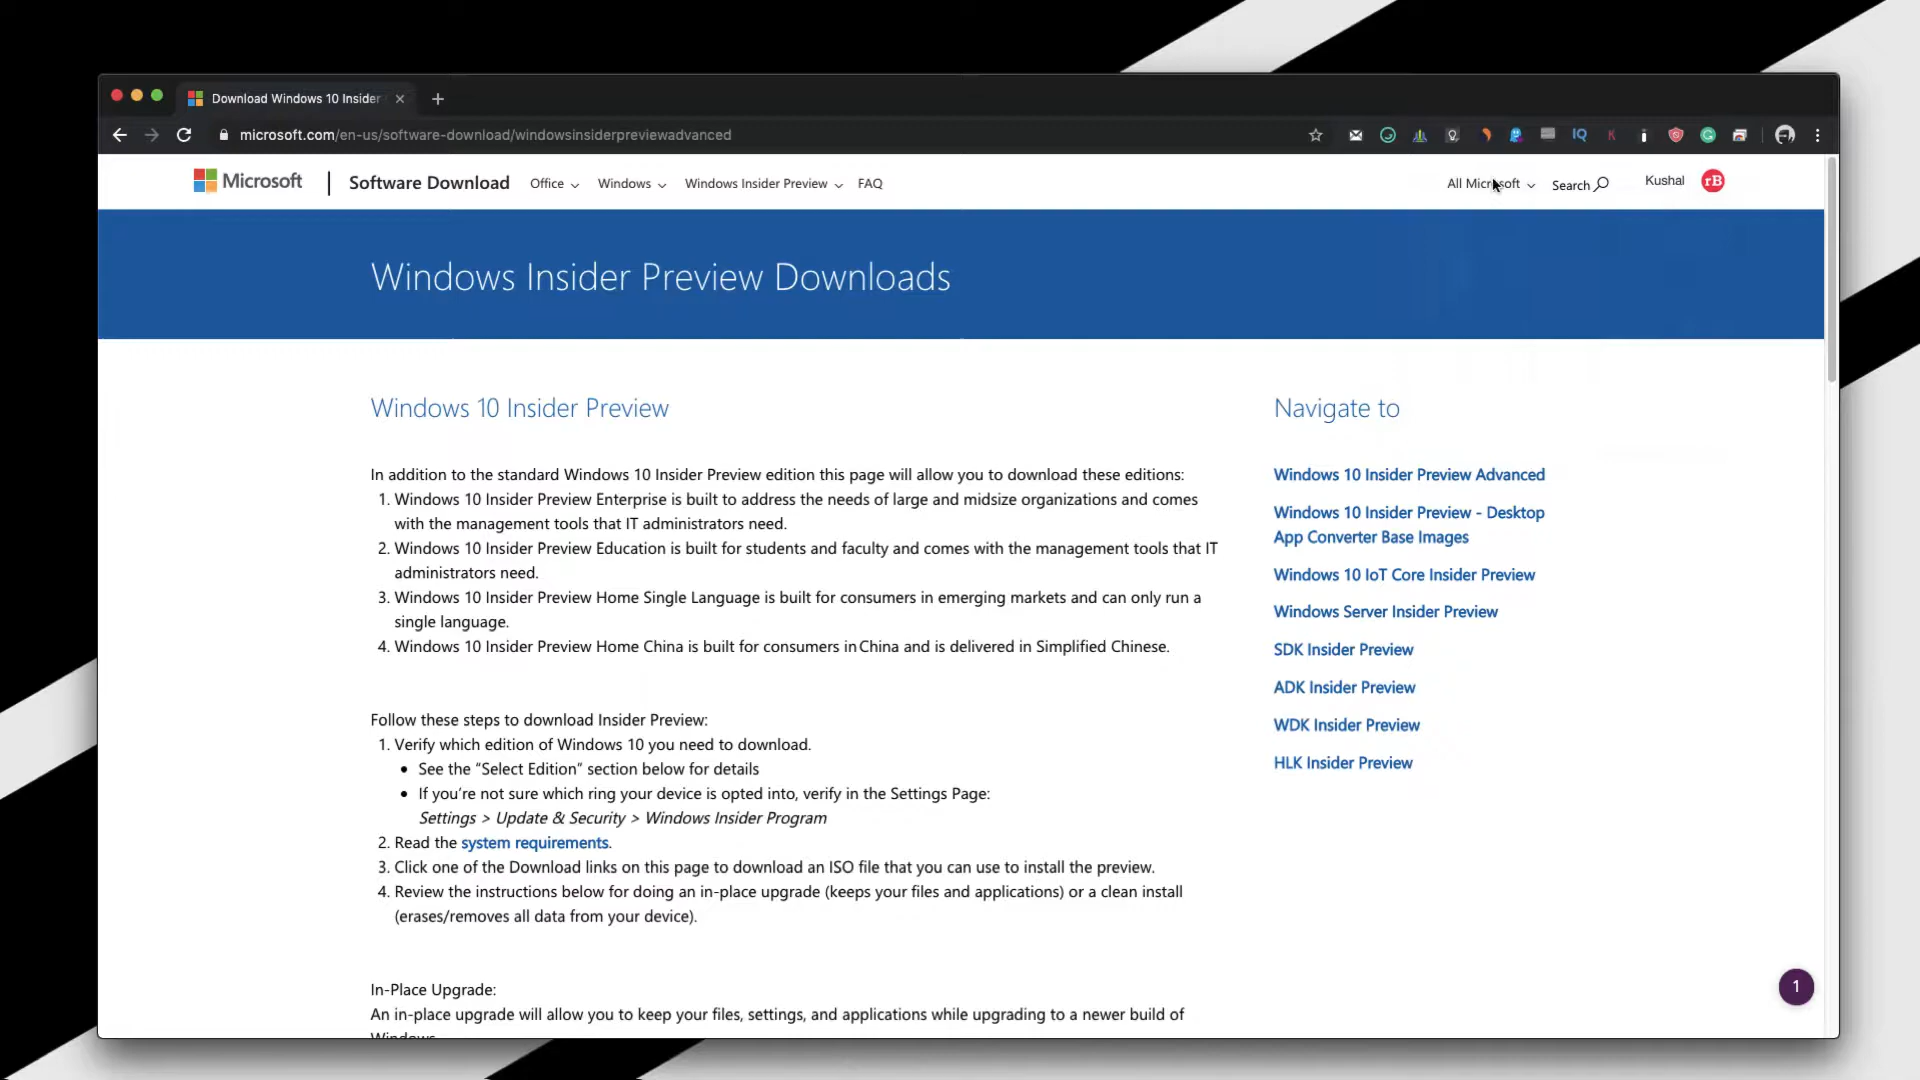 Download Windows 10 Insider
microsoft.com/en-us/software-download/windowsinsiderpreviewadvanced
IQ
K
Microsoft
Software Download
Office
Windows
Windows Insider Preview
FAQ
All Microsoft
Search
Kushal
rB
Windows Insider Preview Downloads
Windows 10 Insider Preview
In addition to the standard Windows 10 Insider Preview edition this page will allow you to download these editions:
1. Windows 10 Insider Preview Enterprise is built to address the needs of large and midsize organizations and comes
with the management tools that IT administrators need.
2. Windows 10 Insider Preview Education is built for students and faculty and comes with the management tools that IT
administrators need.
3. Windows 10 Insider Preview Home Single Language is built for consumers in emerging markets and can only run a
single language.
4. Windows 10 Insider Preview Home China is built for consumers in China and is delivered in Simplified Chinese.
Follow these steps to download Insider Preview:
1. Verify which edition of Windows 10 you need to download.
• See the “Select Edition” section below for details
• If you’re not sure which ring your device is opted into, verify in the Settings Page:
Settings > Update & Security > Windows Insider Program
2. Read the system requirements.
3. Click one of the Download links on this page to download an ISO file that you can use to install the preview.
4. Review the instructions below for doing an in-place upgrade (keeps your files and applications) or a clean install
(erases/removes all data from your device).
In-Place Upgrade:
An in-place upgrade will allow you to keep your files, settings, and applications while upgrading to a newer build of
Windows.
Navigate to
Windows 10 Insider Preview Advanced
Windows 10 Insider Preview - Desktop
App Converter Base Images
Windows 10 IoT Core Insider Preview
Windows Server Insider Preview
SDK Insider Preview
ADK Insider Preview
WDK Insider Preview
HLK Insider Preview
1